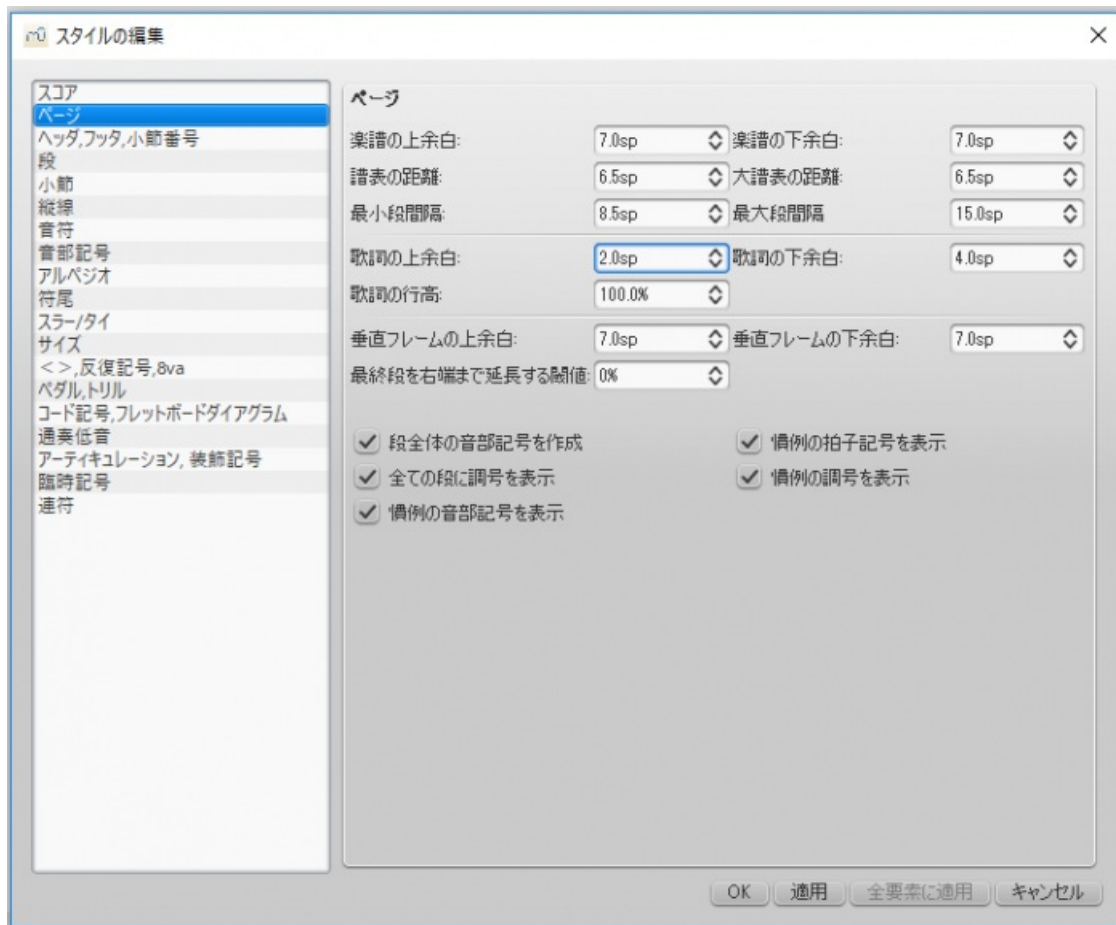 スタイルの編集
スコア
ページ
ヘッダ,フッタ,小節番号
段
小節
縦線
音符
音部記号
アルペジオ
符尾
スラー/タイ
サイズ
<>,反復記号,8va
ペダル,トリル
コード記号,フレットボードダイアグラム
通奏低音
アーティキュレーション, 装飾記号
臨時記号
連符
ページ
楽譜の上余白: 7.0sp 楽譜の下余白: 7.0sp
譜表の距離: 6.5sp 大譜表の距離: 6.5sp
最小段間隔: 8.5sp 最大段間隔 15.0sp
歌詞の上余白: 2.0sp 歌詞の下余白: 4.0sp
歌詞の行高: 100.0%
垂直フレームの上余白: 7.0sp 垂直フレームの下余白: 7.0sp
最終段を右端まで延長する閾値: 0%
段全体の音部記号を作成 慣例の拍子記号を表示
全ての段に調号を表示 慣例の調号を表示
慣例の音部記号を表示
OK 適用 全要素に適用 キャンセル